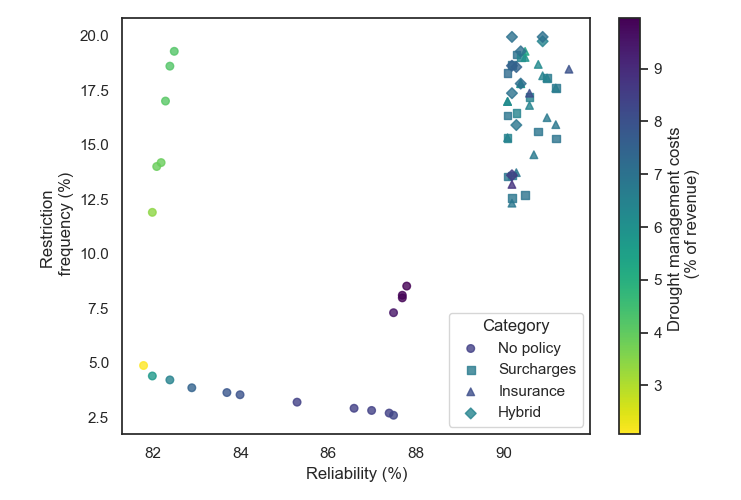 20.0
17.5
15.0
12.5
10.0
7.5
5.0
2.5
Restriction
frequency (%)
82
84
86
88
90
Reliability (%)
Category
No policy
Surcharges
Insurance
Hybrid
9
8
7
6
5
4
3
Drought management costs
(% of revenue)